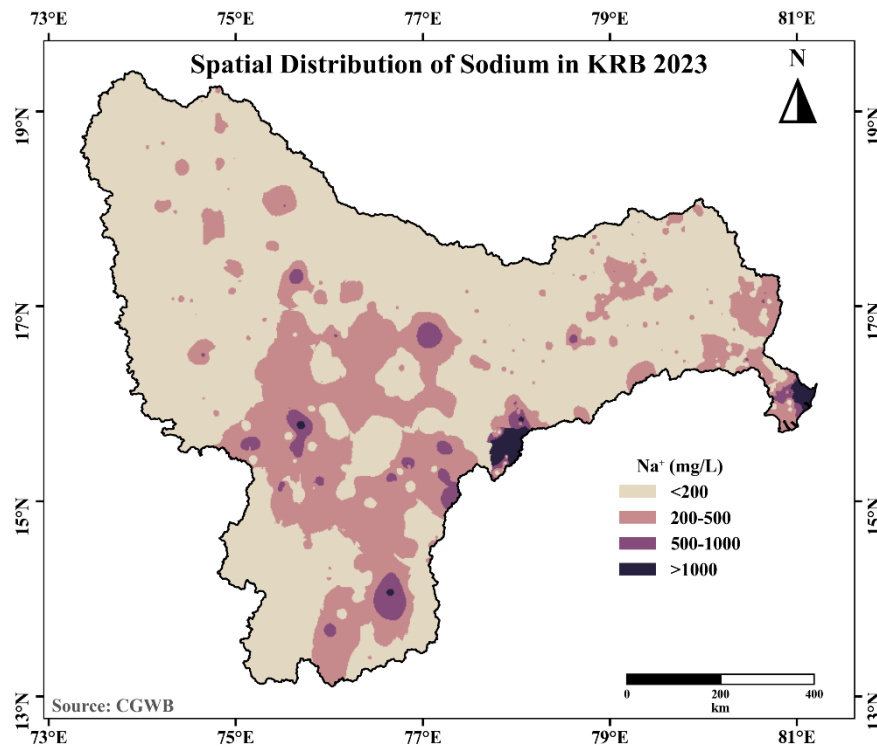 73°E 75°E 77°E 79°E 81°E
Spatial Distribution of Sodium in KRB 2023
N
19°N 19°N
17°N 17°N
15°N 15°N
13°N 13°N
Na⁺ (mg/L)
<200
200-500
500-1000
>1000
0 200 400
km
Source: CGWB
73°E 75°E 77°E 79°E 81°E